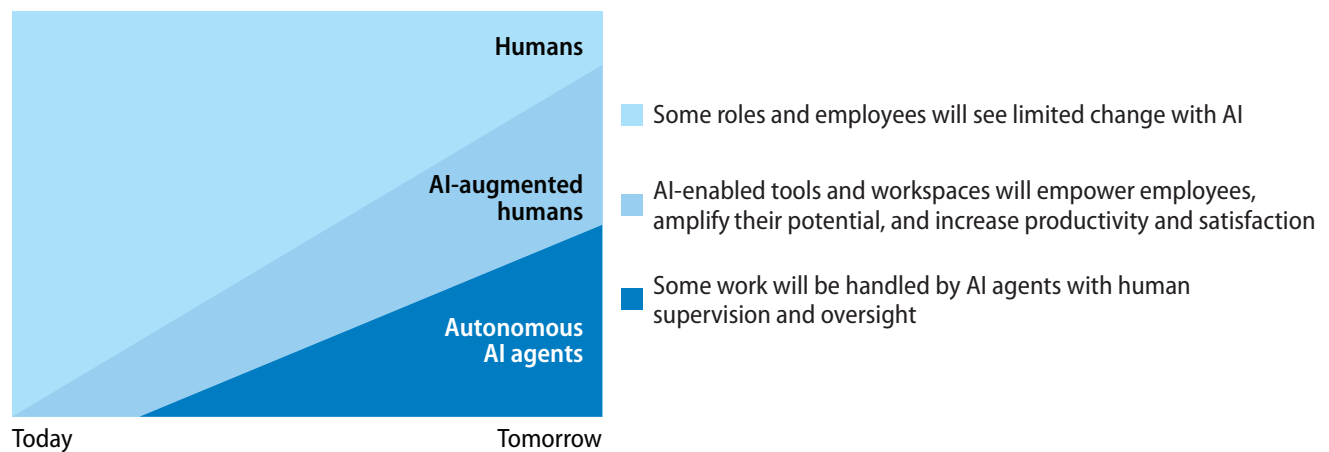 Humans
AI-augmented
humans
Autonomous
AI agents
Today
Tomorrow
Some roles and employees will see limited change with AI
AI-enabled tools and workspaces will empower employees,
amplify their potential, and increase productivity and satisfaction
Some work will be handled by AI agents with human
supervision and oversight